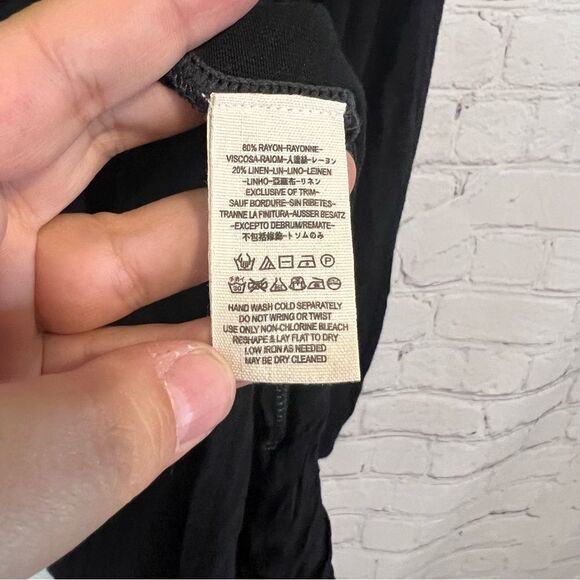 80% RAYON-RAYONNE-
VISCOSA-RAIOM-人造絲-レーヨン
20% LINEN-LIN-LINO-LEINEN
-LINHO-亞麻布-リネン
EXCLUSIVE OF TRIM-
SAUF BORDURE-SIN RIBETES-
TRANNE LA FINITURA-AUSSER BESATZ
-EXCEPTO DEBRUM/REMATE-
不包括綠飾-トリムのみ
P
30
HAND WASH COLD SEPARATELY
DO NOT WRING OR TWIST
USE ONLY NON-CHLORINE BLEACH
RESHAPE & LAY FLAT TO DRY
LOW IRON AS NEEDED
MAY BE DRY CLEANED